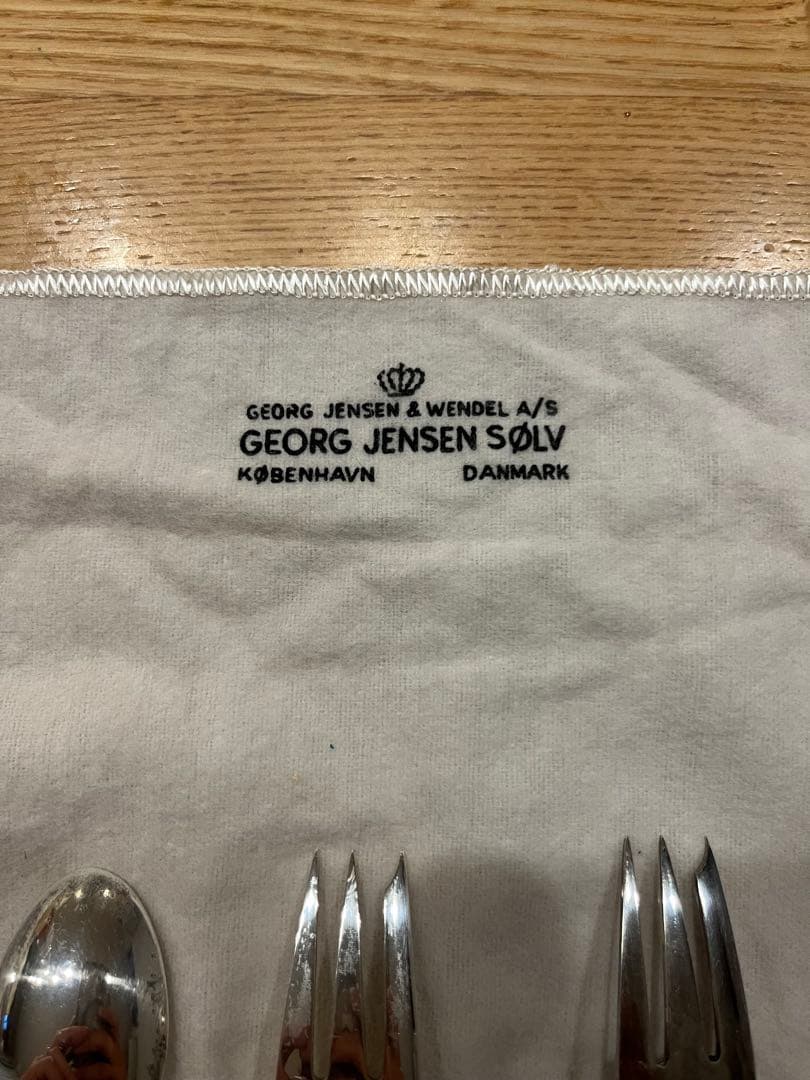 GEORG JENSEN & WENDEL A/S
GEORG JENSEN SØLV
KØBENHAVN DANMARK